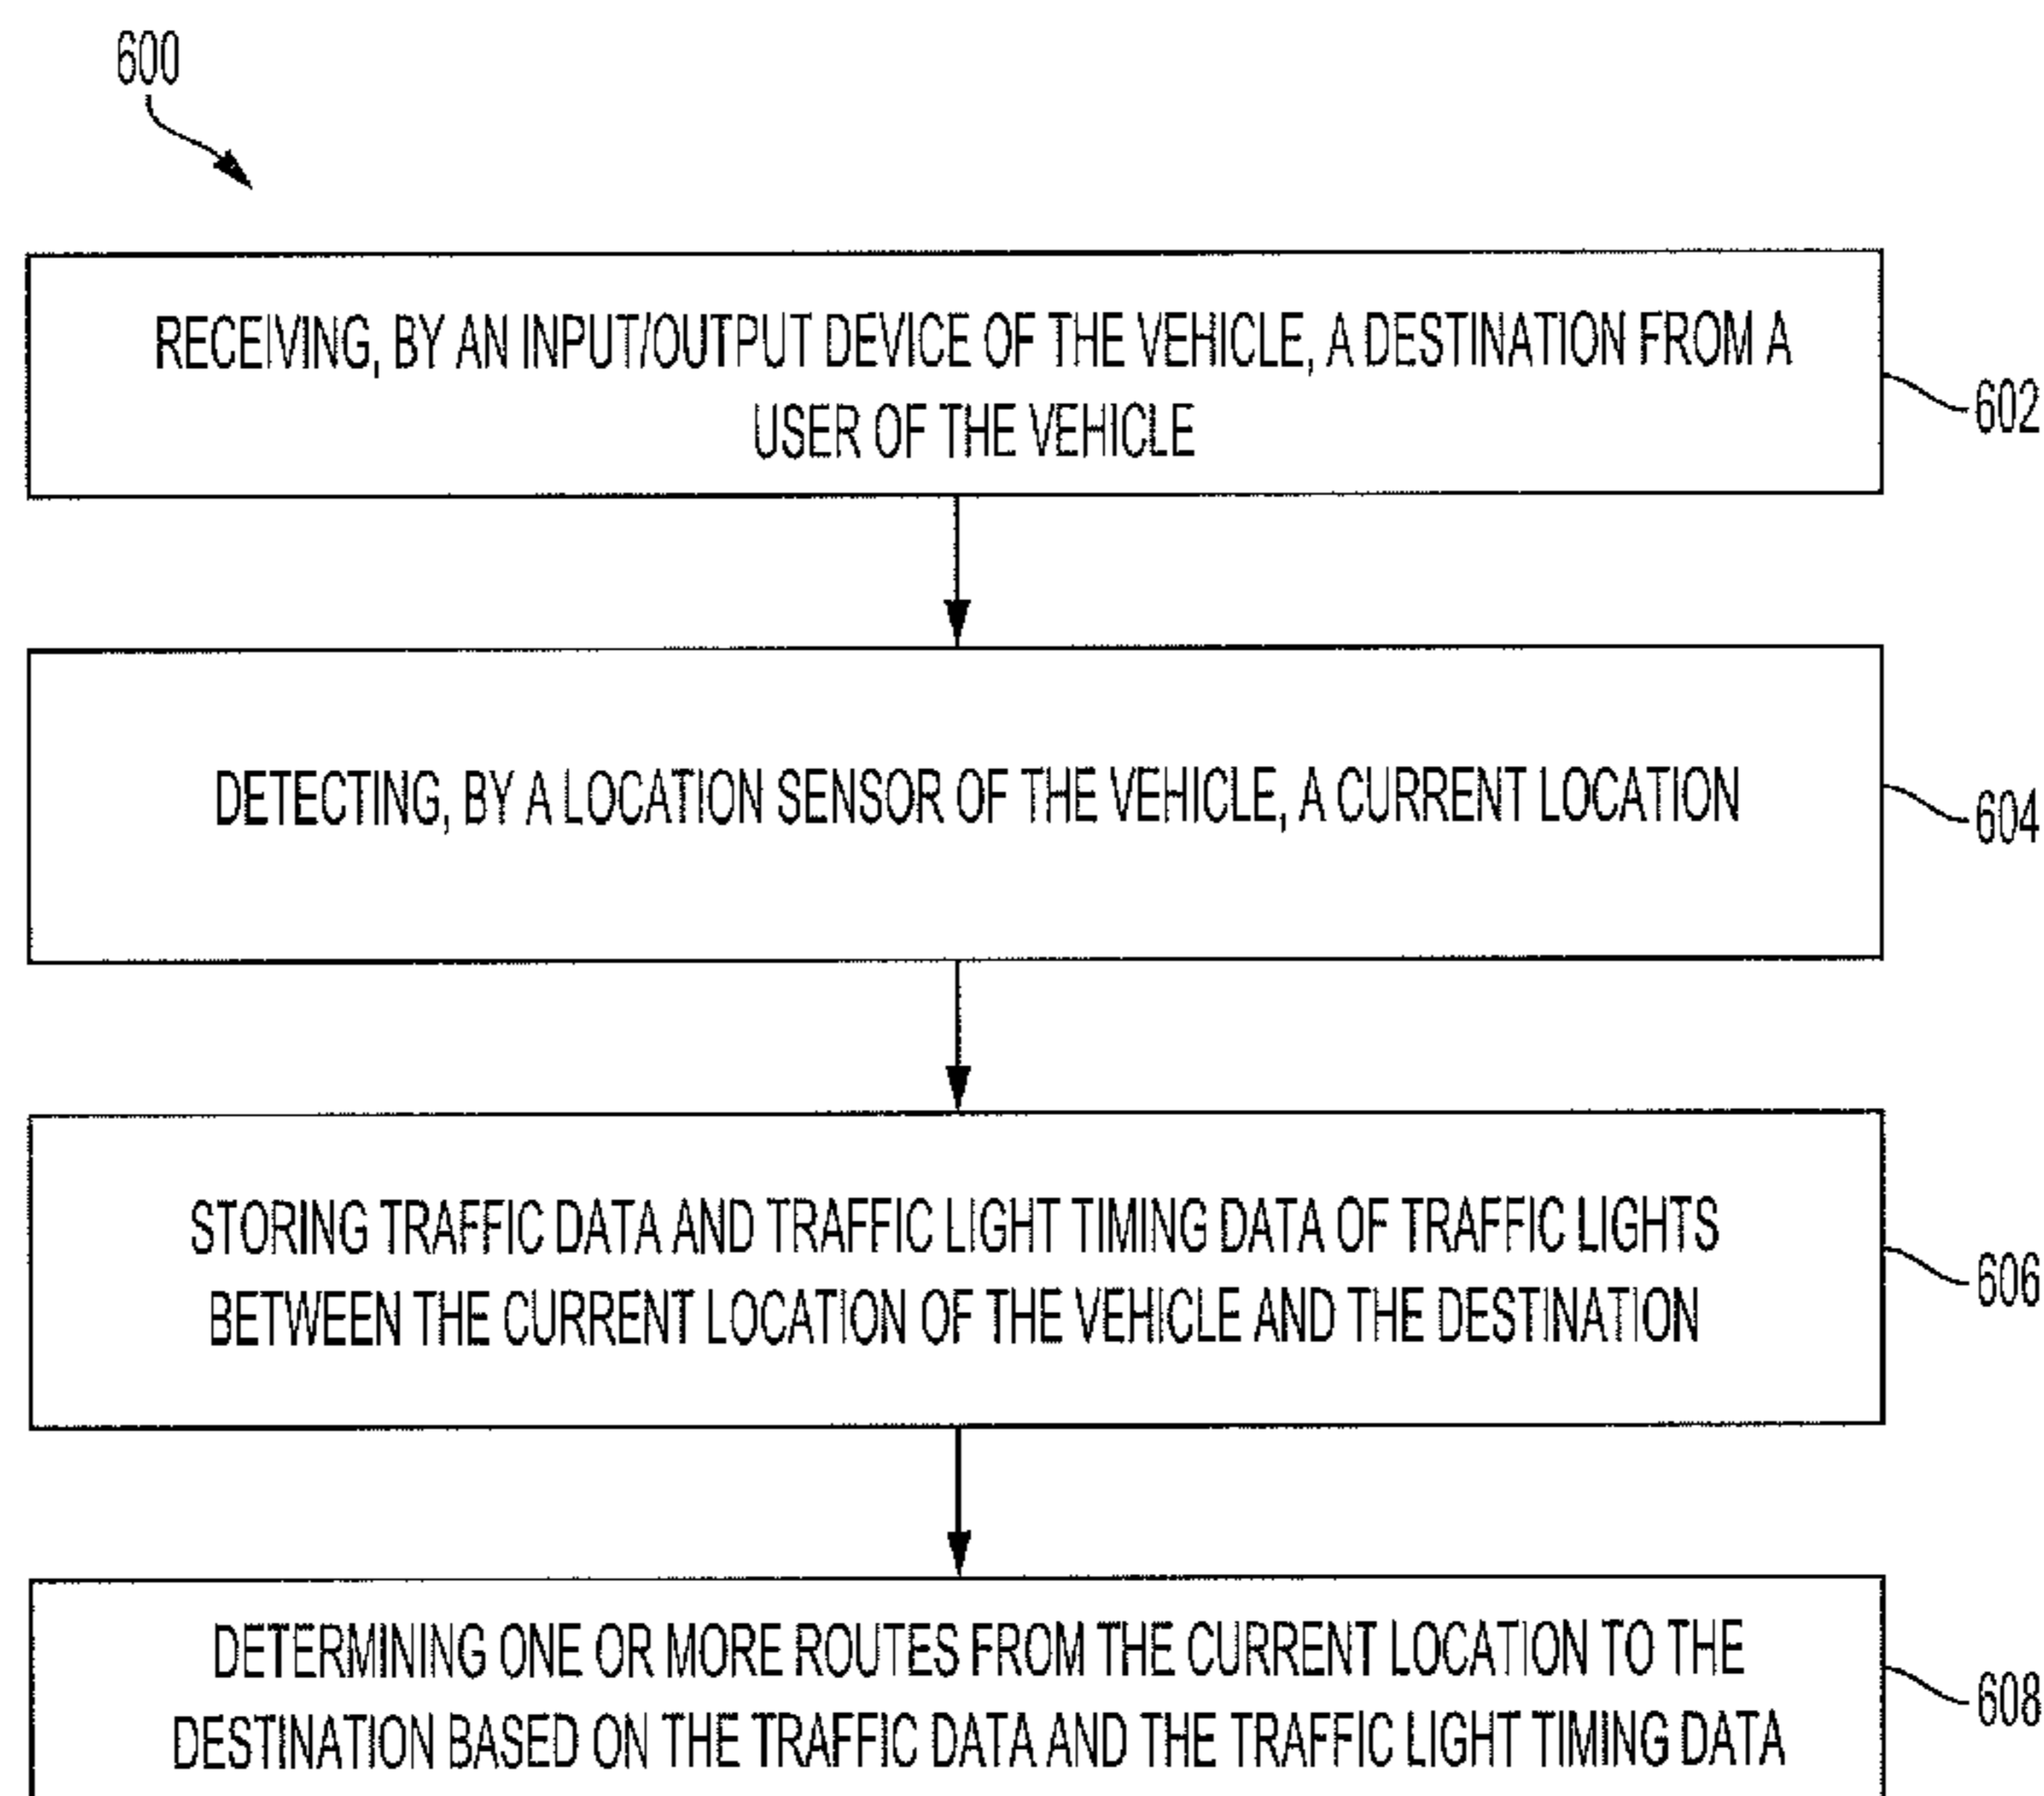 600
RECEIVING, BY AN INPUT/OUTPUT DEVICE OF THE VEHICLE, A DESTINATION FROM A
USER OF THE VEHICLE
602
DETECTING, BY A LOCATION SENSOR OF THE VEHICLE, A CURRENT LOCATION
604
STORING TRAFFIC DATA AND TRAFFIC LIGHT TIMING DATA OF TRAFFIC LIGHTS
BETWEEN THE CURRENT LOCATION OF THE VEHICLE AND THE DESTINATION
606
DETERMINING ONE OR MORE ROUTES FROM THE CURRENT LOCATION TO THE
DESTINATION BASED ON THE TRAFFIC DATA AND THE TRAFFIC LIGHT TIMING DATA
608